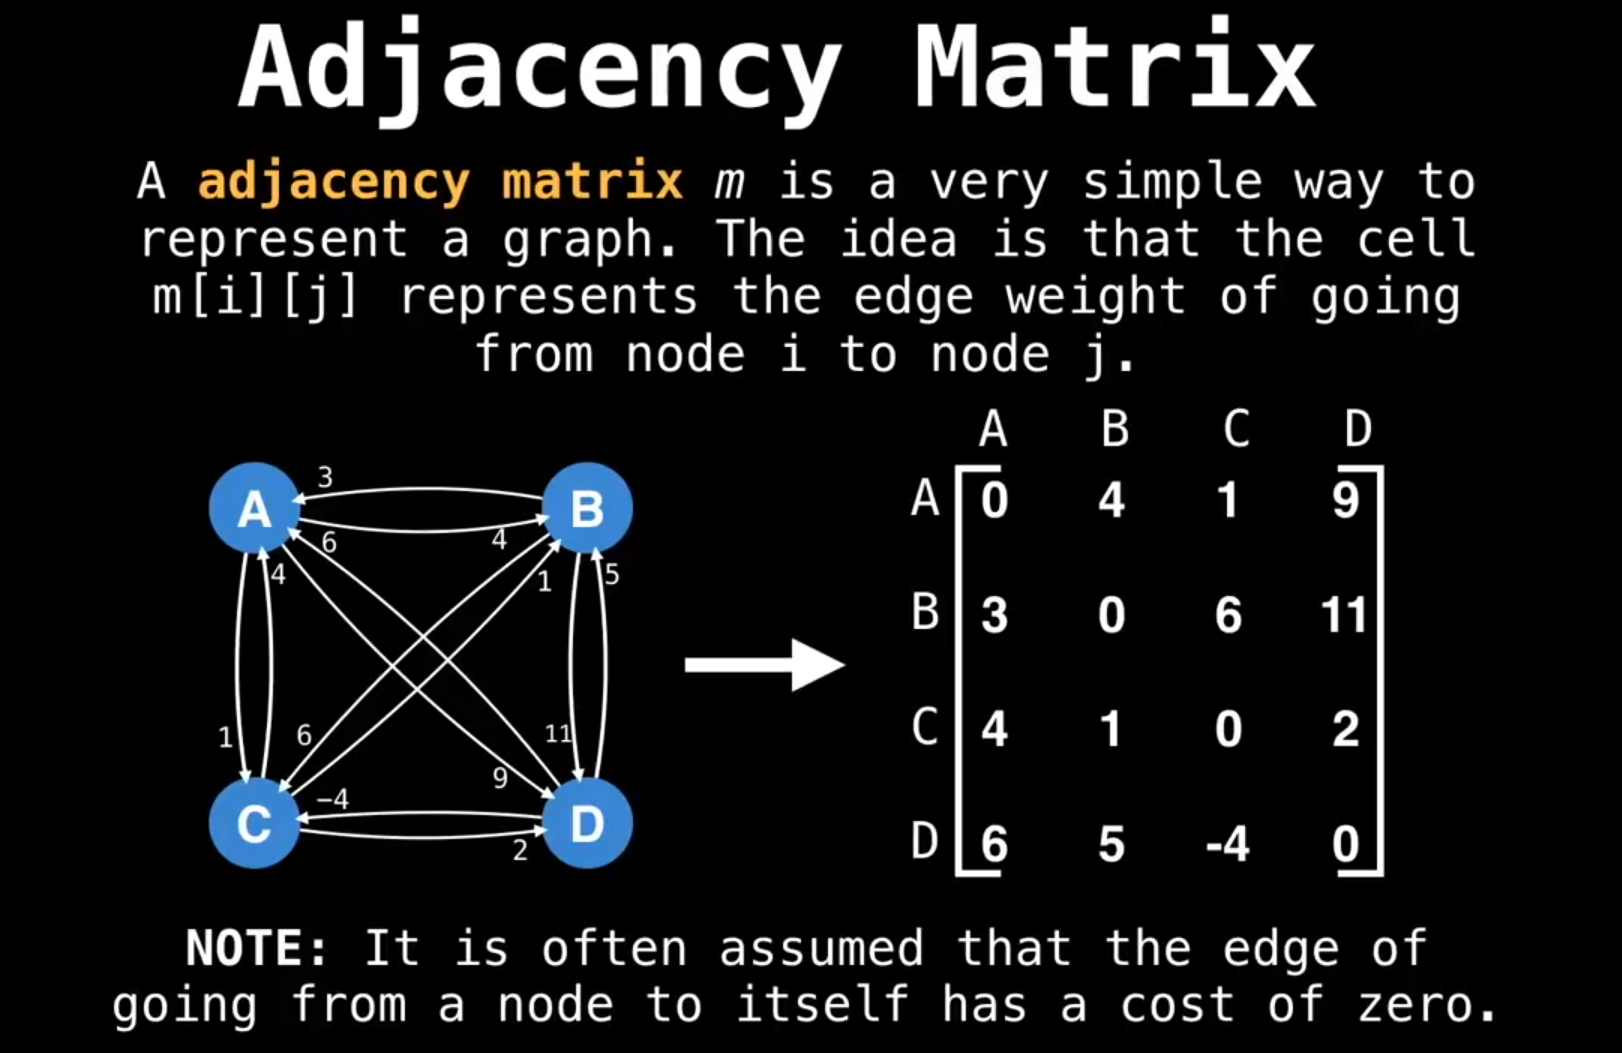 Adjacency Matrix
A adjacency matrix m is a very simple way to
represent a graph. The idea is that the cell
m[i][j] represents the edge weight of going
from node i to node j.
A B C D
A 0 4 1 9
B 3 0 6 11
C 4 1 0 2
D 6 5 -4 0
3
A B
6 4
4 1 5
1 6 11
9
−4
C D
2
NOTE: It is often assumed that the edge of
going from a node to itself has a cost of zero.